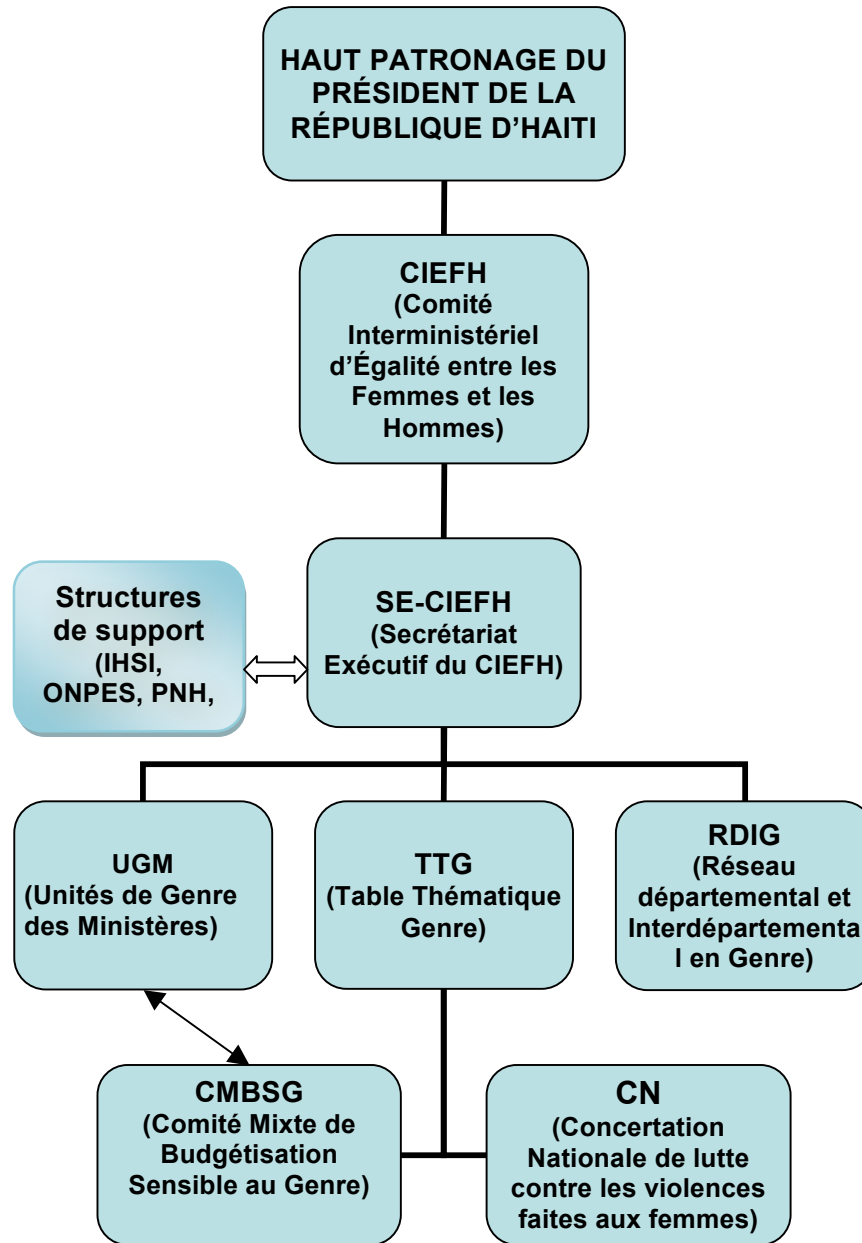 HAUT PATRONAGE DU
PRÉSIDENT DE LA
RÉPUBLIQUE D'HAITI
CIEFH
(Comité
Interministériel
d'Égalité entre les
Femmes et les
Hommes)
Structures
de support
(IHSI,
ONPES, PNH,
SE-CIEFH
(Secrétariat
Exécutif du CIEFH)
UGM
(Unités de Genre
des Ministères)
TTG
(Table Thématique
Genre)
RDIG
(Réseau
départemental et
Interdépartementa
l en Genre)
CMBSG
(Comité Mixte de
Budgétisation
Sensible au Genre)
CN
(Concertation
Nationale de lutte
contre les violences
faites aux femmes)